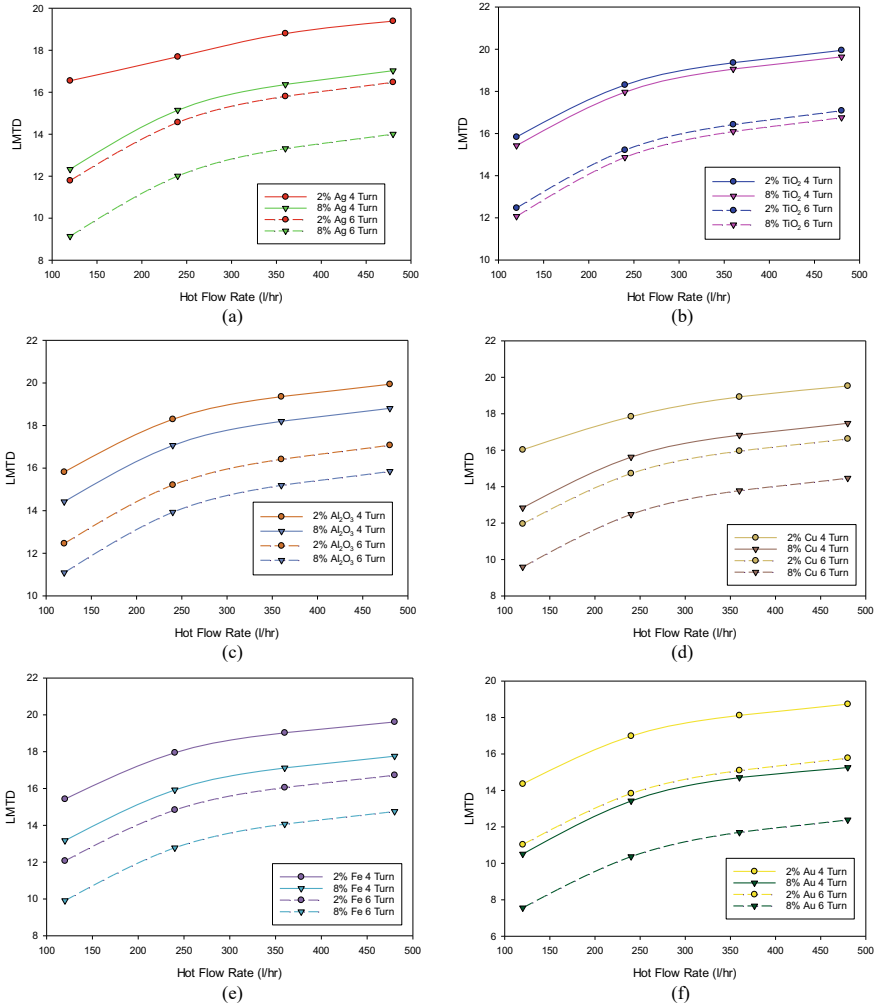 20
18
16
14
12
10
8
LMTD
2% Ag 4 Turn
8% Ag 4 Turn
2% Ag 6 Turn
8% Ag 6 Turn
100 150 200 250 300 350 400 450 500
Hot Flow Rate (l/hr)
(a)
22
20
18
16
14
12
10
LMTD
2% TiO₂ 4 Turn
8% TiO₂ 4 Turn
2% TiO₂ 6 Turn
8% TiO₂ 6 Turn
100 150 200 250 300 350 400 450 500
Hot Flow Rate (l/hr)
(b)
22
20
18
16
14
12
10
LMTD
2% Al₂O₃ 4 Turn
8% Al₂O₃ 4 Turn
2% Al₂O₃ 6 Turn
8% Al₂O₃ 6 Turn
100 150 200 250 300 350 400 450 500
Hot Flow Rate (l/hr)
(c)
22
20
18
16
14
12
10
8
LMTD
2% Cu 4 Turn
8% Cu 4 Turn
2% Cu 6 Turn
8% Cu 6 Turn
100 150 200 250 300 350 400 450 500
Hot Flow Rate (l/hr)
(d)
22
20
18
16
14
12
10
8
LMTD
2% Fe 4 Turn
8% Fe 4 Turn
2% Fe 6 Turn
8% Fe 6 Turn
100 150 200 250 300 350 400 450 500
Hot Flow Rate (l/hr)
(e)
20
18
16
14
12
10
8
6
LMTD
2% Au 4 Turn
8% Au 4 Turn
2% Au 6 Turn
8% Au 6 Turn
100 150 200 250 300 350 400 450 500
Hot Flow Rate (l/hr)
(f)